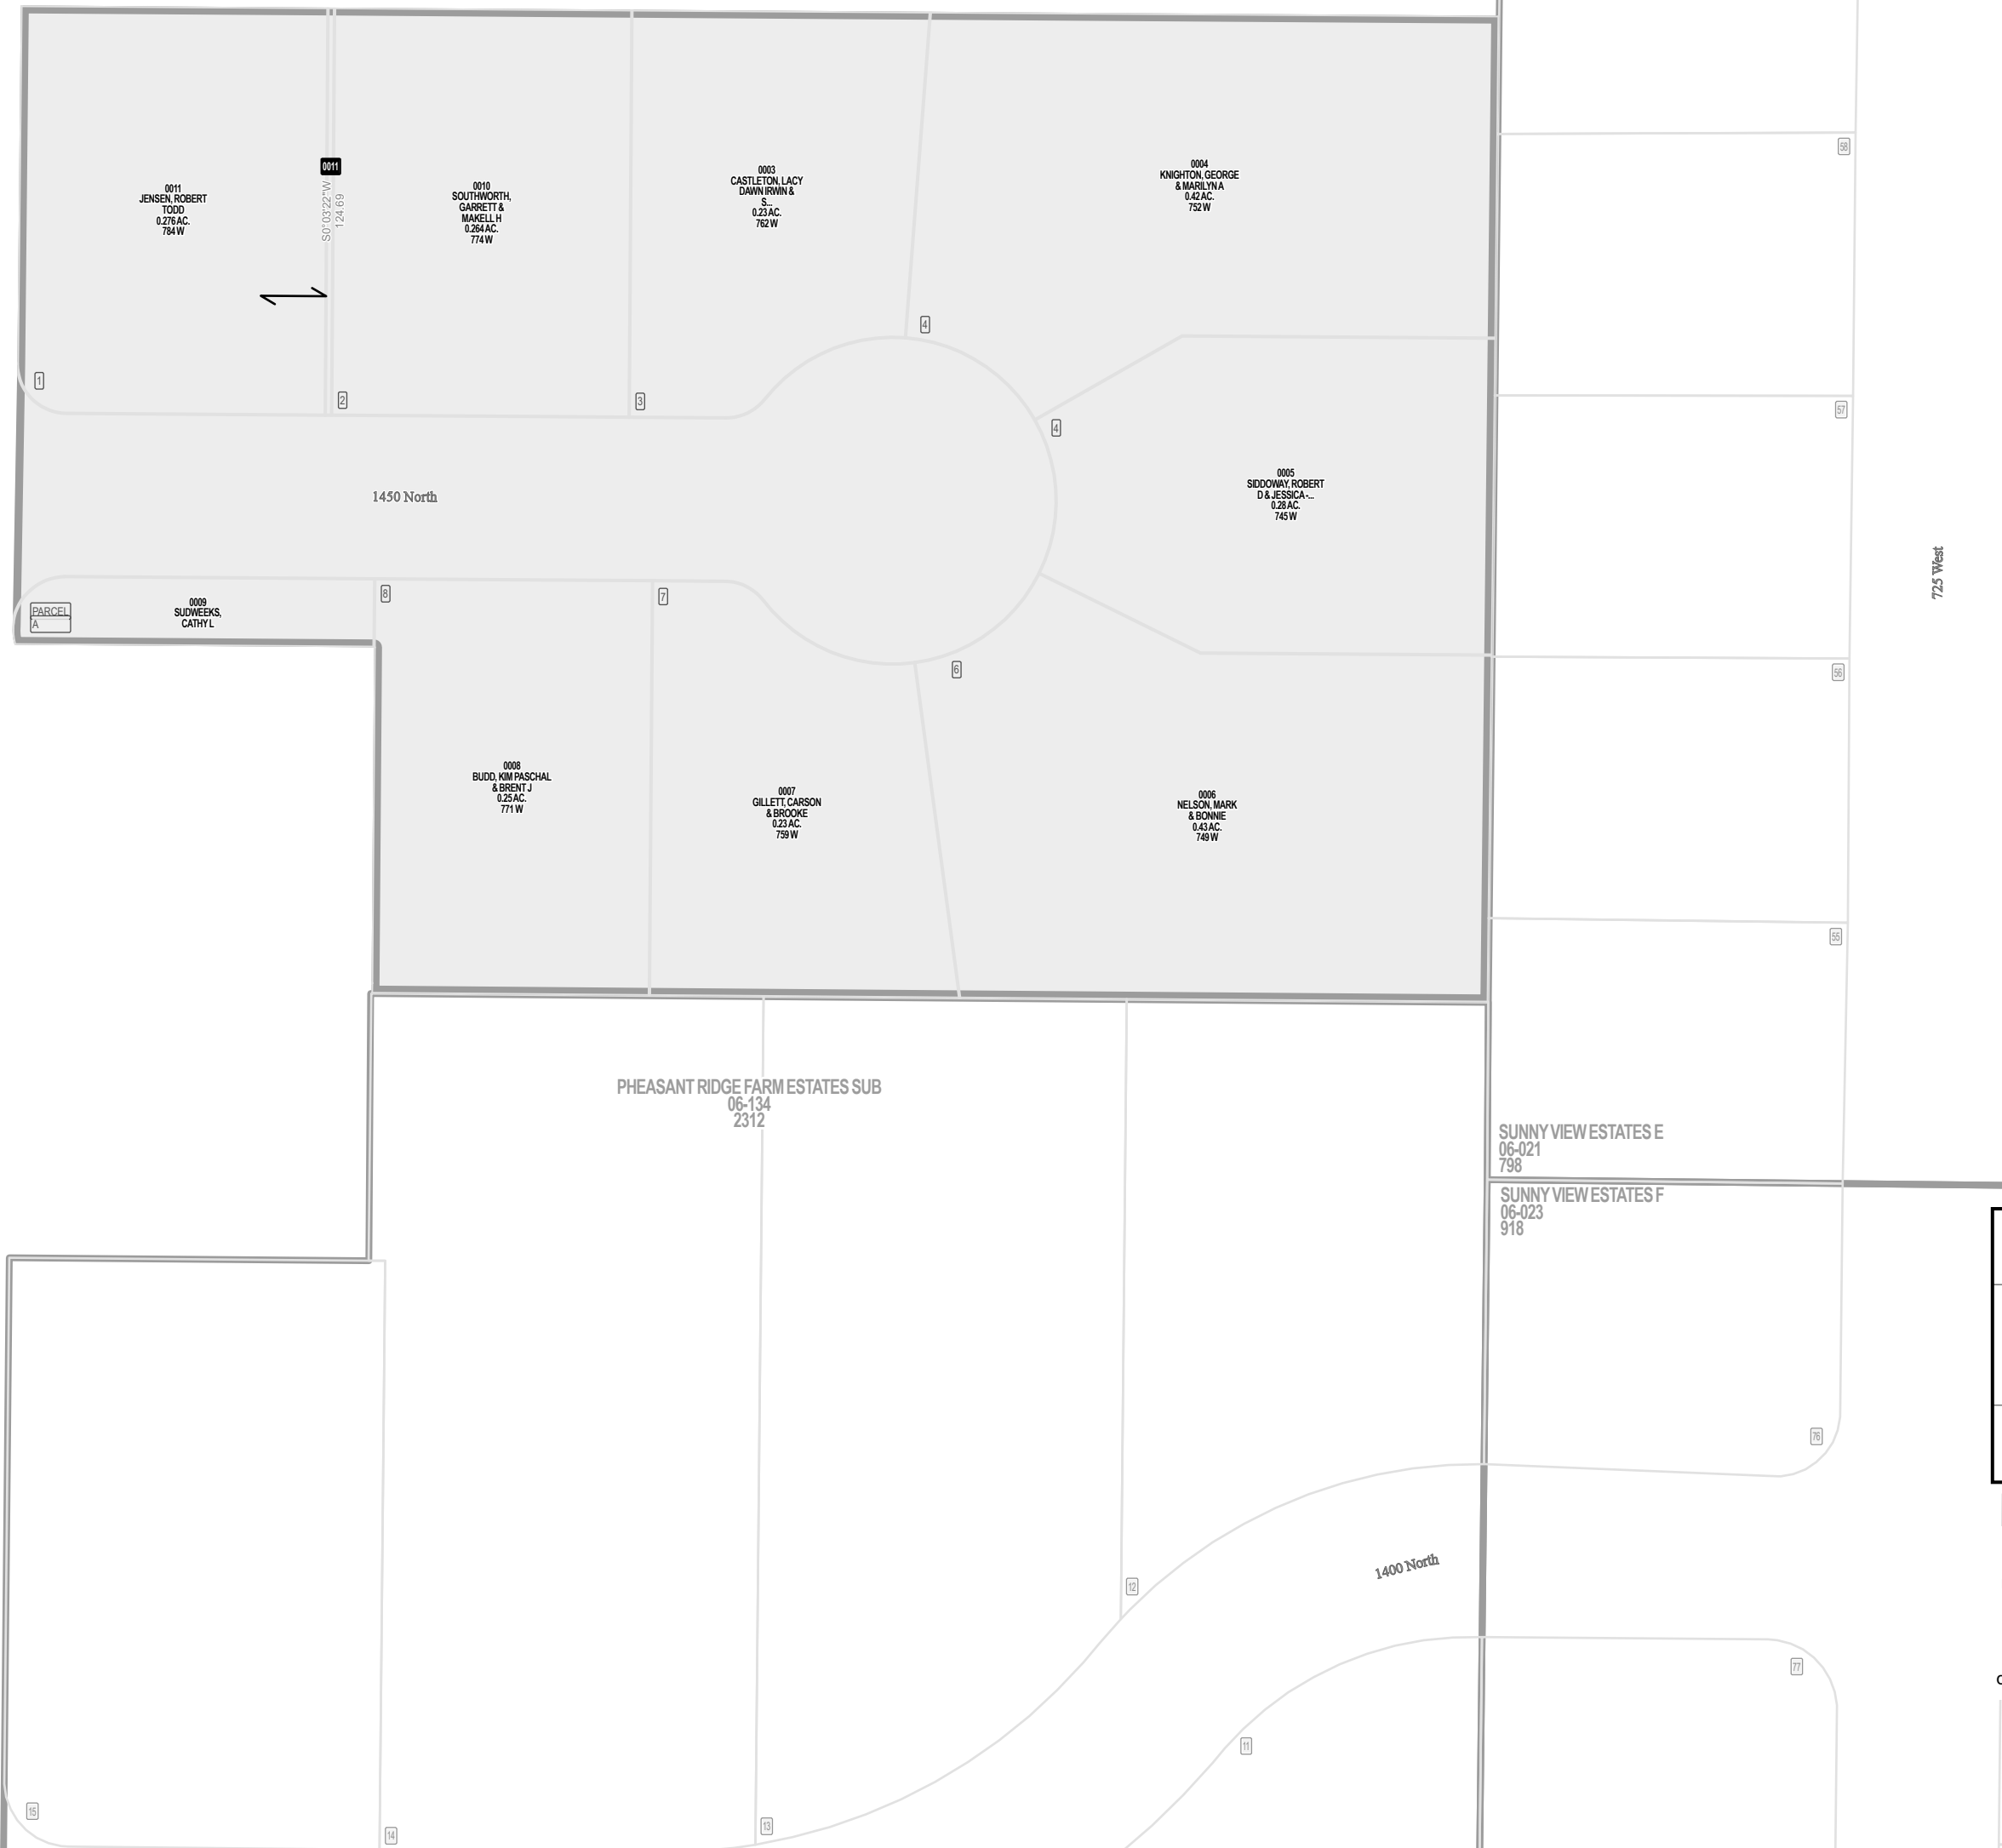 0011
JENSEN, ROBERT
TODD
0.276 AC.
784 W
0011
S0°03'22"W
124.69
0010
SOUTHWORTH,
GARRETT &
MAKELL H
0.264 AC.
774 W
0003
CASTLETON, LACY
DAWN IRWIN &
S...
0.23 AC.
762 W
0004
KNIGHTON, GEORGE
& MARILYN A
0.42 AC.
752 W
58
4
1
2
3
4
57
1450 North
0005
SIDDOWAY, ROBERT
D & JESSICA -...
0.28 AC.
745 W
725 West
PARCEL
A
0009
SUDWEEKS,
CATHY L
8
7
6
56
0008
BUDD, KIM PASCHAL
& BRENT J
0.25 AC.
771 W
0007
GILLETT, CARSON
& BROOKE
0.23 AC.
759 W
0006
NELSON, MARK
& BONNIE
0.43 AC.
749 W
55
PHEASANT RIDGE FARM ESTATES SUB
06-134
2312
SUNNY VIEW ESTATES E
06-021
798
SUNNY VIEW ESTATES F
06-023
918
76
1400 North
12
77
11
15
14
13